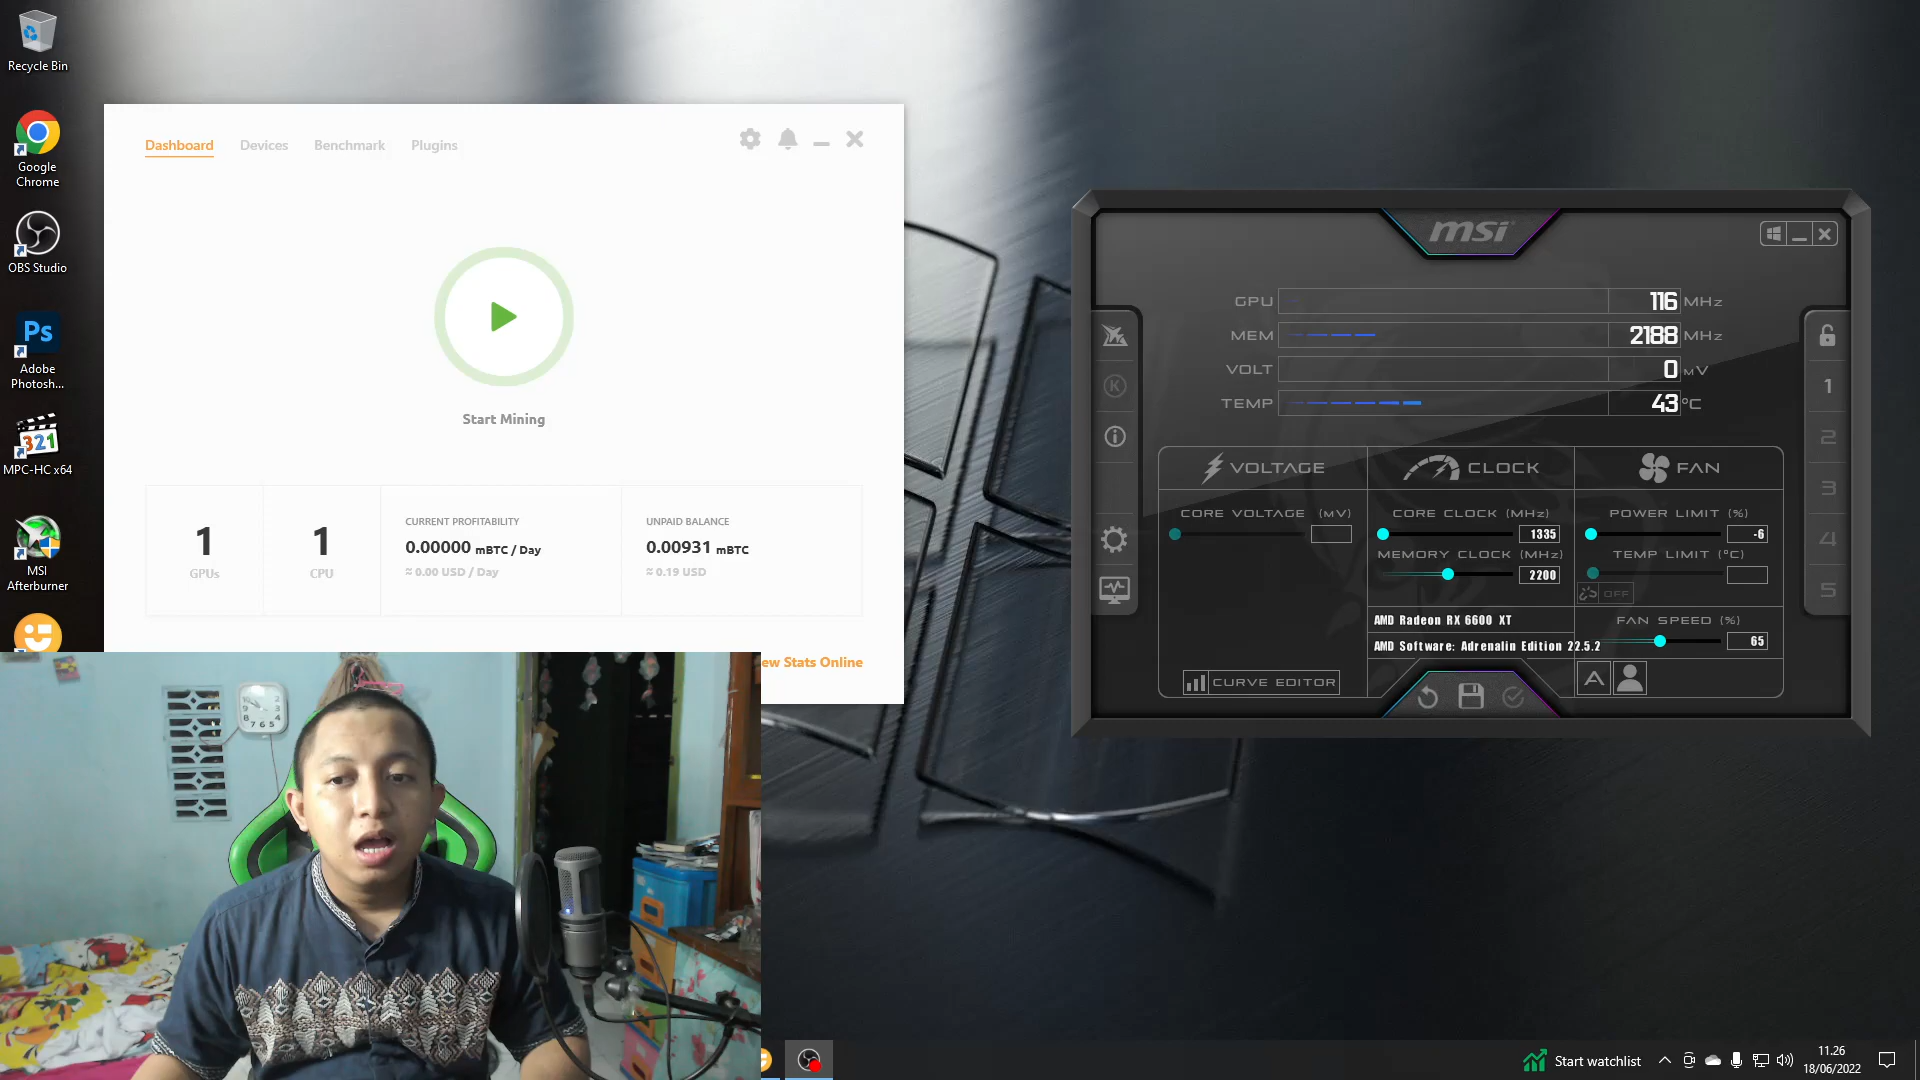 Recycle Bin
Google
Chrome
OBS Studio
Ps
Adobe
Photosh...
321
MPC-HC x64
MSI
Afterburner
Dashboard
Devices
Benchmark
Plugins
Start Mining
1
GPUs
1
CPU
CURRENT PROFITABILITY
0.00000 mBTC / Day
≈ 0.00 USD / Day
UNPAID BALANCE
0.00931 mBTC
≈ 0.19 USD
ew Stats Online
msi
GPU 116 MHz
MEM 2188 MHz
VOLT 0 mV
TEMP 43 °C
K
1
2
3
4
5
VOLTAGE
CORE VOLTAGE (MV)
CURVE EDITOR
CLOCK
CORE CLOCK (MHz)
1335
MEMORY CLOCK (MHz)
2200
AMD Radeon RX 6600 XT
AMD Software: Adrenalin Edition 22.5.2
FAN
POWER LIMIT (%)
-6
TEMP LIMIT (°C)
OFF
FAN SPEED (%)
65
A
Start watchlist
11.26
18/06/2022